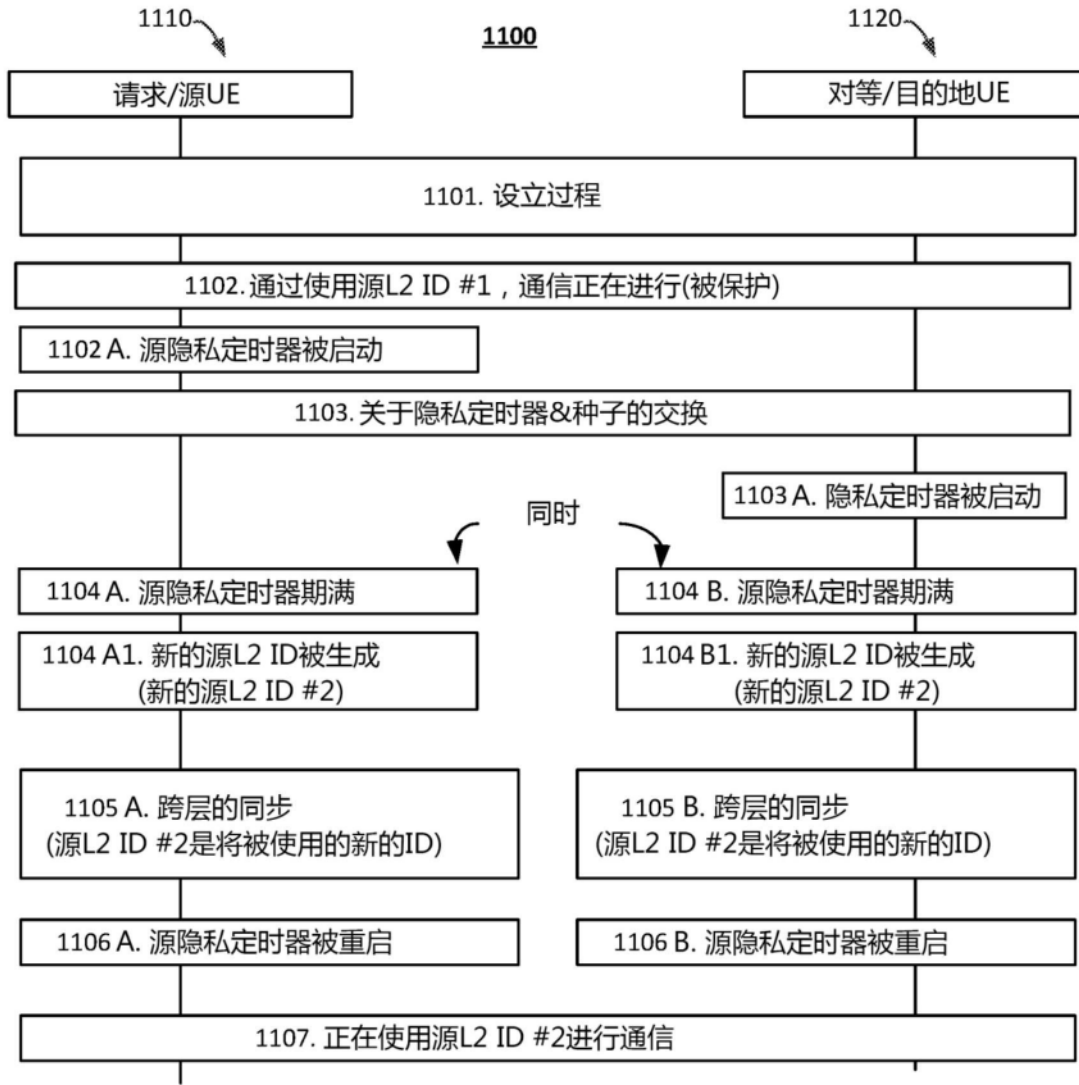 1110
1100
1120
请求/源UE
对等/目的地UE
1101. 设立过程
1102. 通过使用源L2 ID #1，通信正在进行(被保护)
1102 A. 源隐私定时器被启动
1103. 关于隐私定时器&种子的交换
1103 A. 隐私定时器被启动
同时
1104 A. 源隐私定时器期满
1104 B. 源隐私定时器期满
1104 A1. 新的源L2 ID被生成
(新的源L2 ID #2)
1104 B1. 新的源L2 ID被生成
(新的源L2 ID #2)
1105 A. 跨层的同步
(源L2 ID #2是将被使用的新的ID)
1105 B. 跨层的同步
(源L2 ID #2是将被使用的新的ID)
1106 A. 源隐私定时器被重启
1106 B. 源隐私定时器被重启
1107. 正在使用源L2 ID #2进行通信